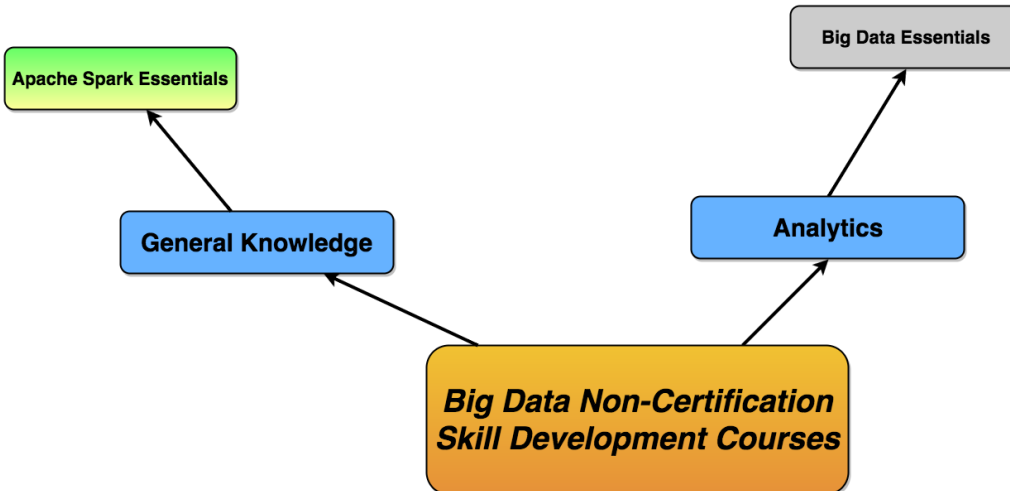 Big Data Essentials
Apache Spark Essentials
General Knowledge
Analytics
Big Data Non-Certification
Skill Development Courses